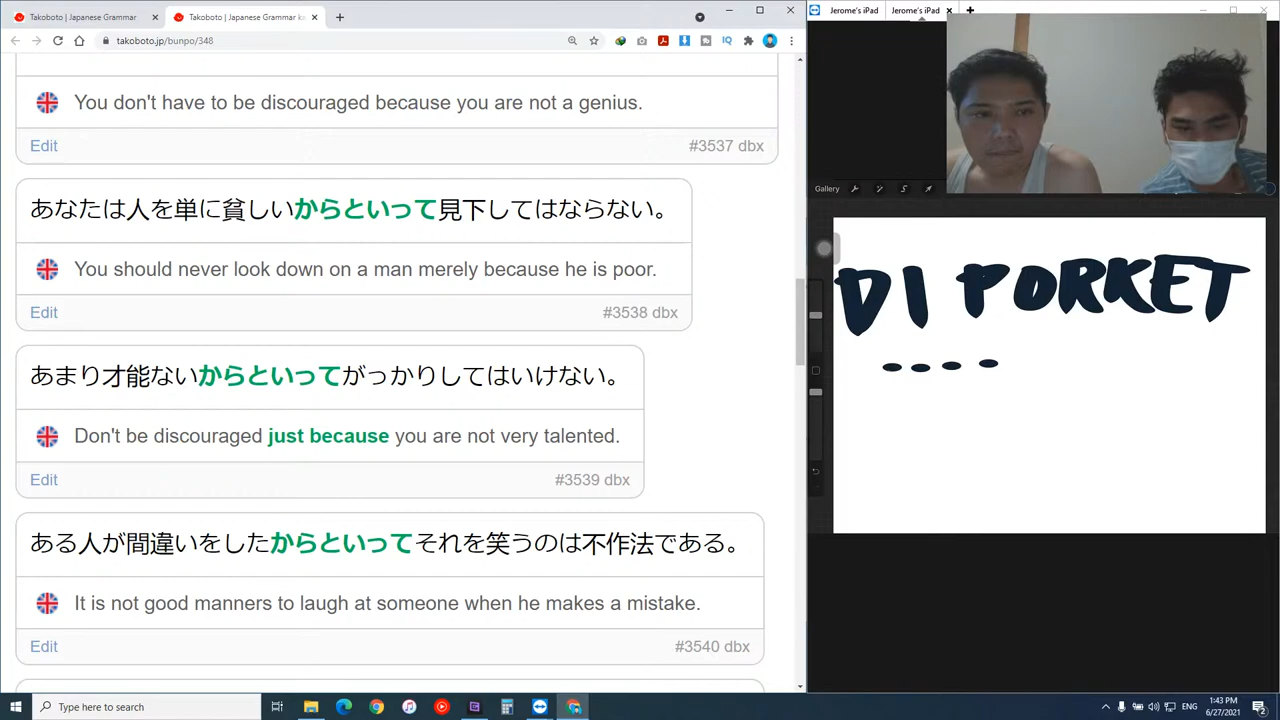 Takoboto | Japanese Dic
Takoboto | Japanese Grammar ka
takoboto.jp/bunpo/348
Jerome's iPad
Jerome's iPad
You don't have to be discouraged because you are not a genius.
Edit
#3537 dbx
あなたは人を単に貧しいからといって見下してはならない。
You should never look down on a man merely because he is poor.
Edit
#3538 dbx
あまり才能ないからといってがっかりしてはいけない。
Don't be discouraged just because you are not very talented.
Edit
#3539 dbx
ある人が間違いをしたからといってそれを笑うのは不作法である。
It is not good manners to laugh at someone when he makes a mistake.
Edit
#3540 dbx
Gallery
DI PORKET
....
Type here to search
ENG
1:43 PM
6/27/2021
2